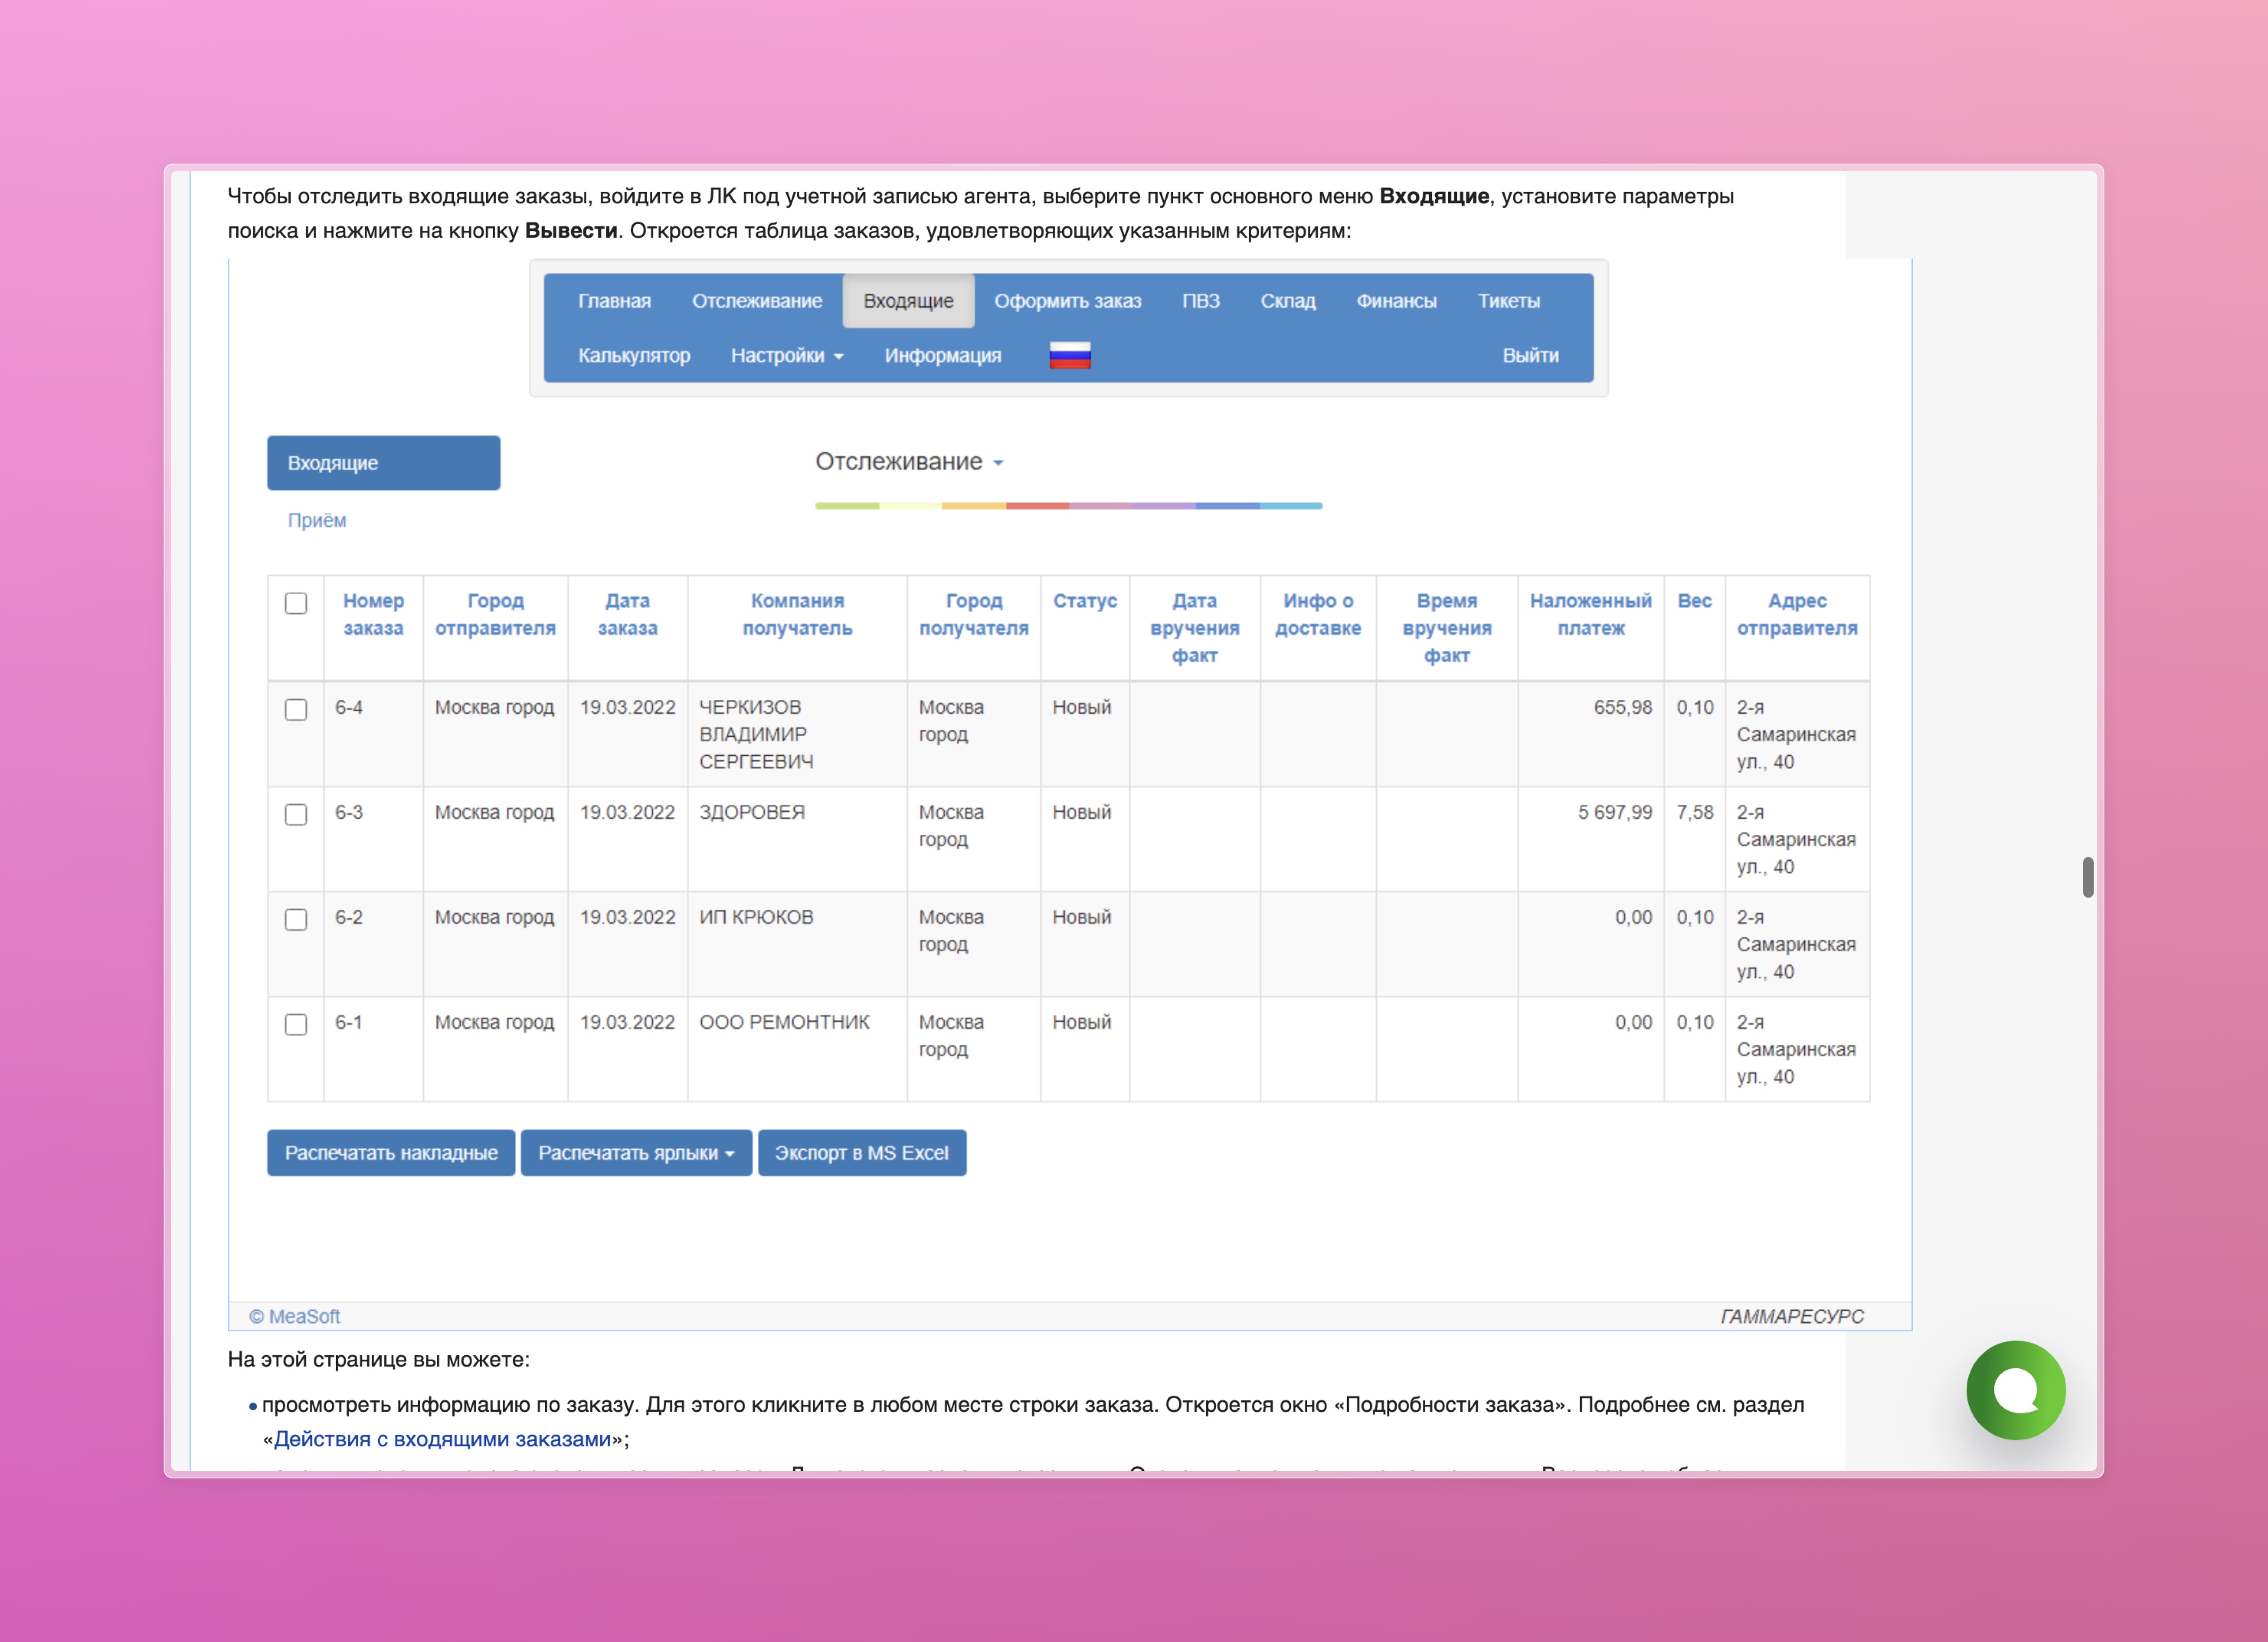 Чтобы отследить входящие заказы, войдите в ЛК под учетной записью агента, выберите пункт основного меню Входящие, установите параметры
поиска и нажмите на кнопку Вывести. Откроется таблица заказов, удовлетворяющих указанным критериям:
Главная Отслеживание Входящие Оформить заказ ПВЗ Склад Финансы Тикеты
Калькулятор Настройки Информация Выйти
Входящие
Отслеживание
Приём
Номер заказа Город отправителя Дата заказа Компания получатель Город получателя Статус Дата вручения факт Инфо о доставке Время вручения факт Наложенный платеж Вес Адрес отправителя
6-4 Москва город 19.03.2022 ЧЕРКИЗОВ ВЛАДИМИР СЕРГЕЕВИЧ Москва город Новый 655,98 0,10 2-я Самаринская ул., 40
6-3 Москва город 19.03.2022 ЗДОРОВЕЯ Москва город Новый 5 697,99 7,58 2-я Самаринская ул., 40
6-2 Москва город 19.03.2022 ИП КРЮКОВ Москва город Новый 0,00 0,10 2-я Самаринская ул., 40
6-1 Москва город 19.03.2022 ООО РЕМОНТНИК Москва город Новый 0,00 0,10 2-я Самаринская ул., 40
Распечатать накладные Распечатать ярлыки Экспорт в MS Excel
© MeaSoft ГАММАРЕСУРС
На этой странице вы можете:
• просмотреть информацию по заказу. Для этого кликните в любом месте строки заказа. Откроется окно «Подробности заказа». Подробнее см. раздел
«Действия с входящими заказами»;